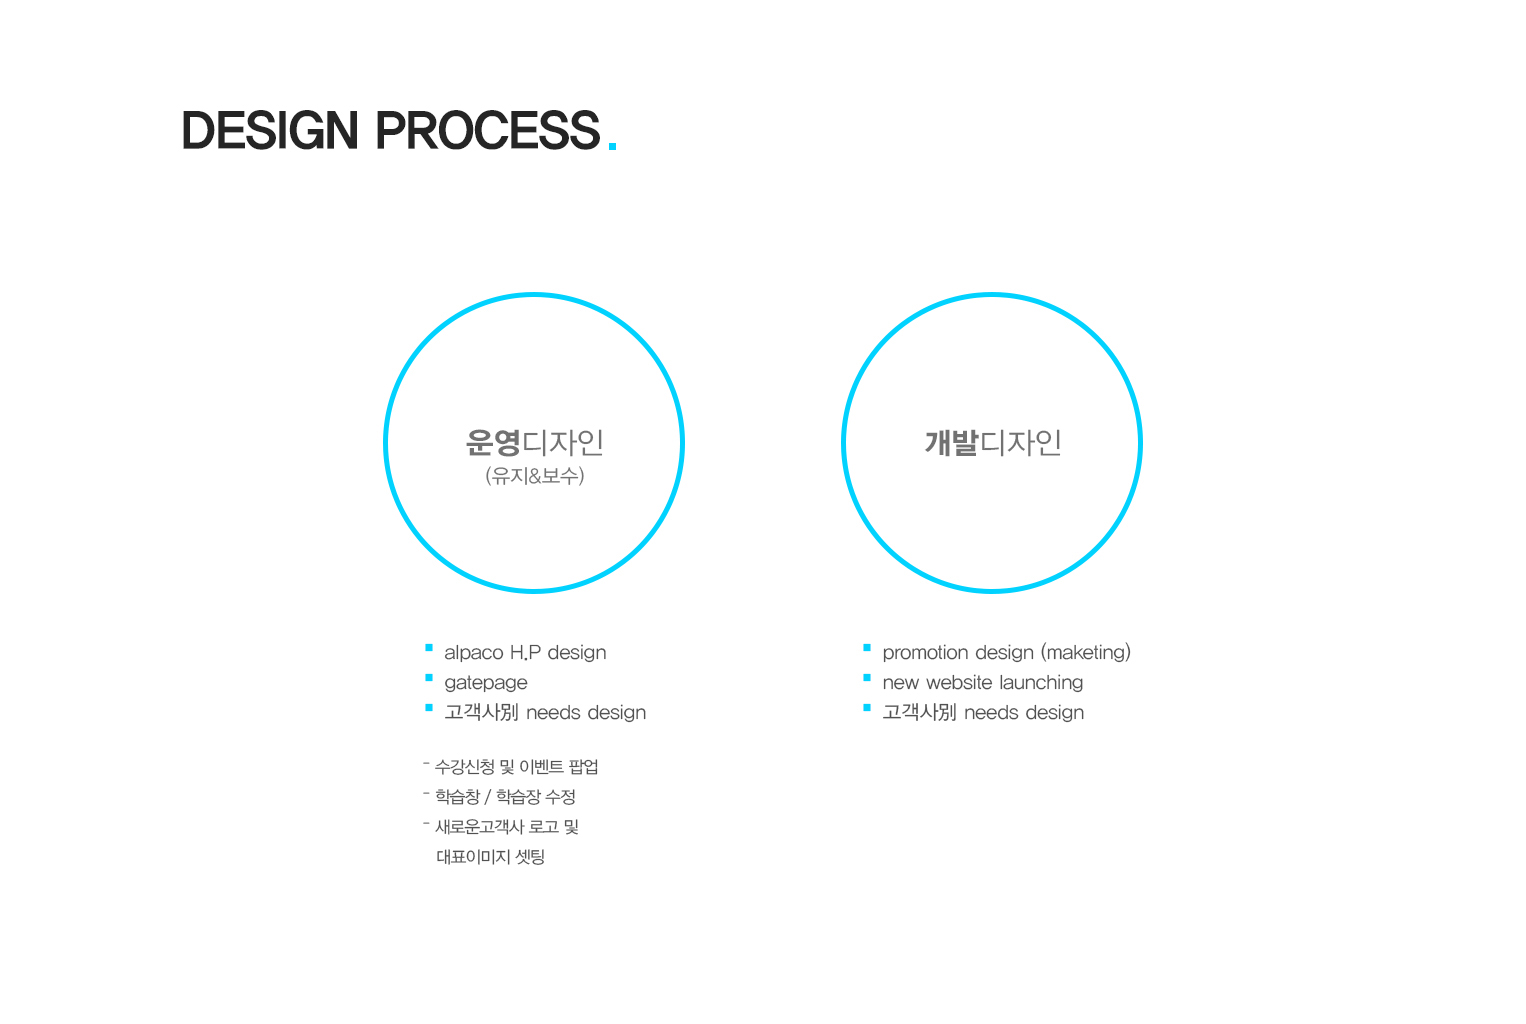 DESIGN PROCESS.
운영디자인
(유지&보수)
alpaco H.P design
gatepage
고객사別 needs design
- 수강신청 및 이벤트 팝업
- 학습창 / 학습장 수정
- 새로운고객사 로고 및
대표이미지 셋팅
개발디자인
promotion design (maketing)
new website launching
고객사別 needs design